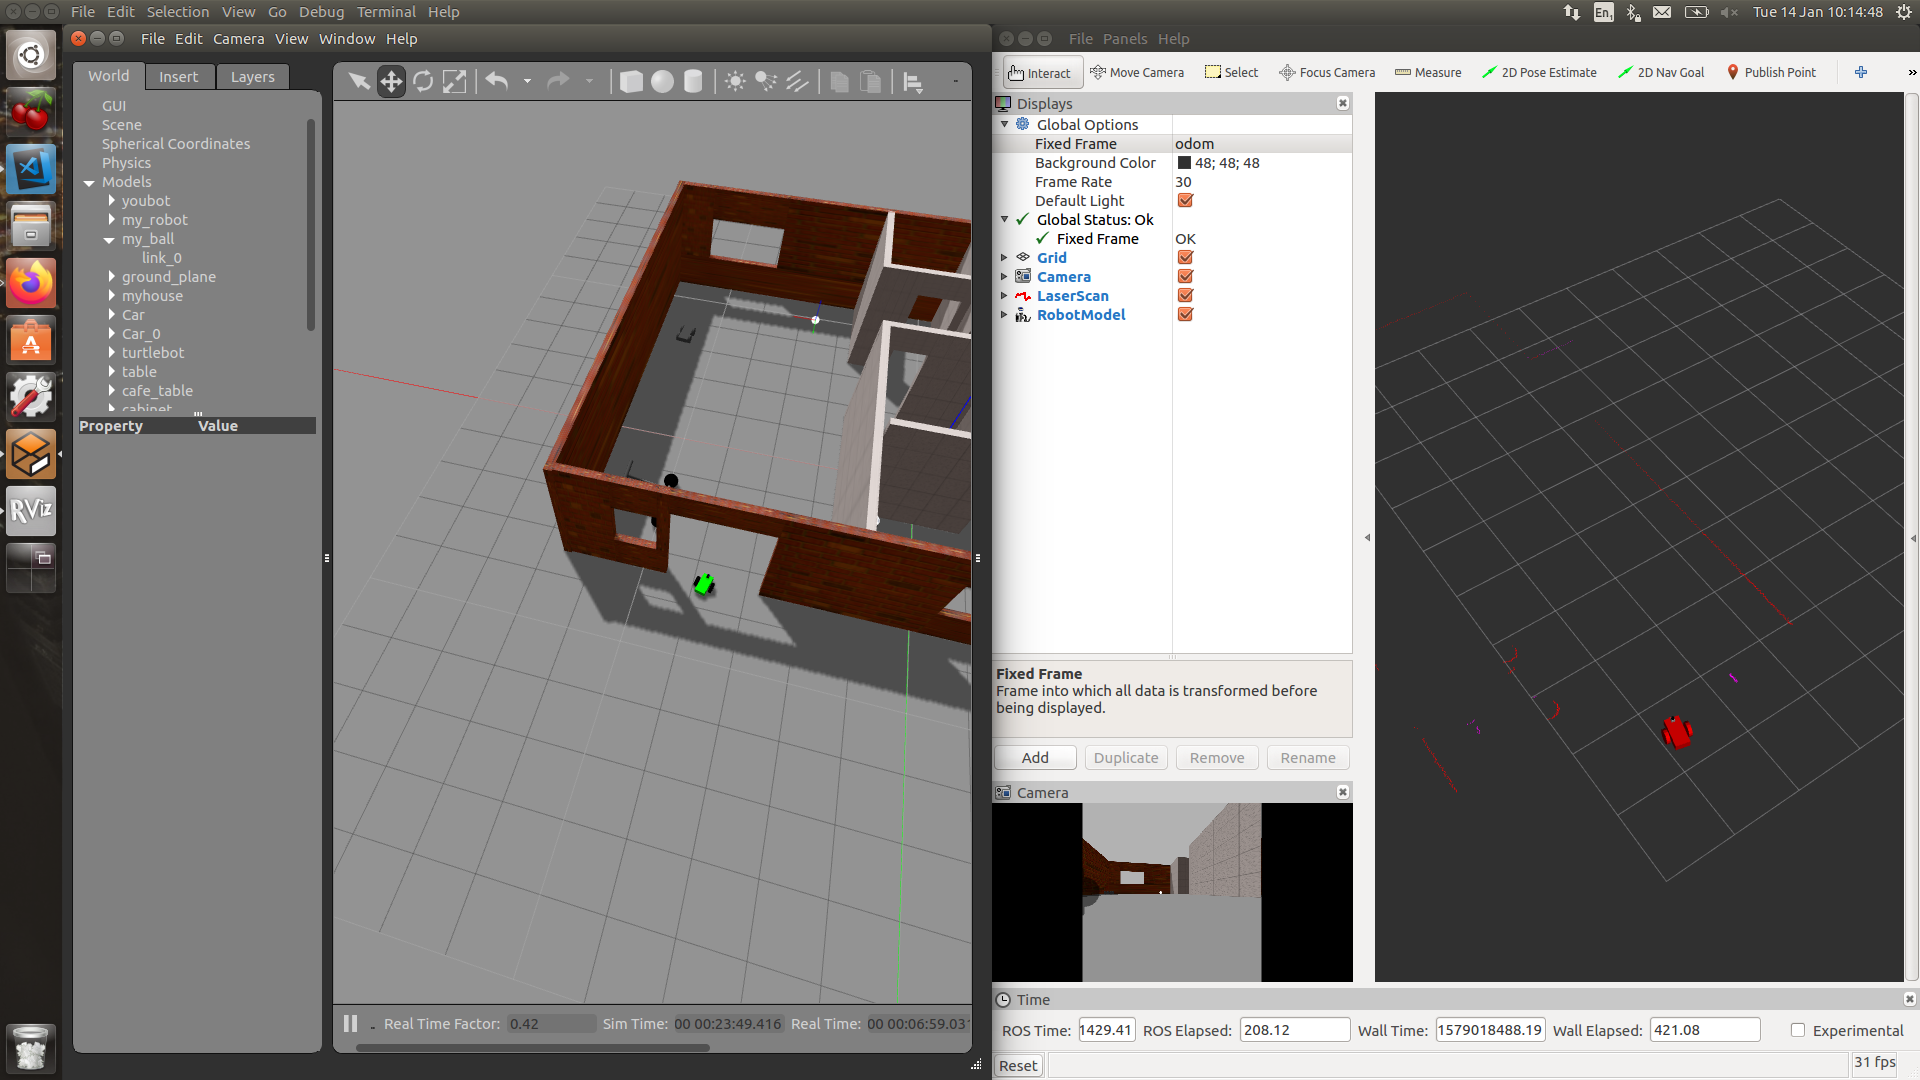 File Edit Selection View Go Debug Terminal Help
En1
Tue 14 Jan 10:14:48
File Edit Camera View Window Help
World Insert Layers
GUI
Scene
Spherical Coordinates
Physics
Models
youbot
my_robot
my_ball
link_0
ground_plane
myhouse
Car
Car_0
turtlebot
table
cafe_table
cabinet
Property Value
RViz
Real Time Factor: 0.42 Sim Time: 00 00:23:49.416 Real Time: 00 00:06:59.031
File Panels Help
Interact Move Camera Select Focus Camera Measure 2D Pose Estimate 2D Nav Goal Publish Point
Displays
Global Options
Fixed Frame odom
Background Color 48; 48; 48
Frame Rate 30
Default Light
Global Status: Ok
Fixed Frame OK
Grid
Camera
LaserScan
RobotModel
Fixed Frame
Frame into which all data is transformed before
being displayed.
Add Duplicate Remove Rename
Camera
Time
ROS Time: 1429.41 ROS Elapsed: 208.12 Wall Time: 1579018488.19 Wall Elapsed: 421.08 Experimental
Reset 31 fps